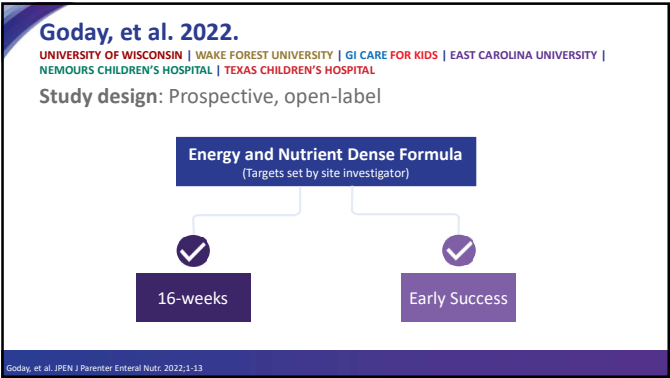 Goday, et al. 2022.
UNIVERSITY OF WISCONSIN | WAKE FOREST UNIVERSITY | GI CARE FOR KIDS | EAST CAROLINA UNIVERSITY |
NEMOURS CHILDREN'S HOSPITAL | TEXAS CHILDREN'S HOSPITAL
Study design: Prospective, open-label
Energy and Nutrient Dense Formula
(Targets set by site investigator)
16-weeks
Early Success
Goday, et al. JPEN J Parenter Enteral Nutr. 2022;1-13